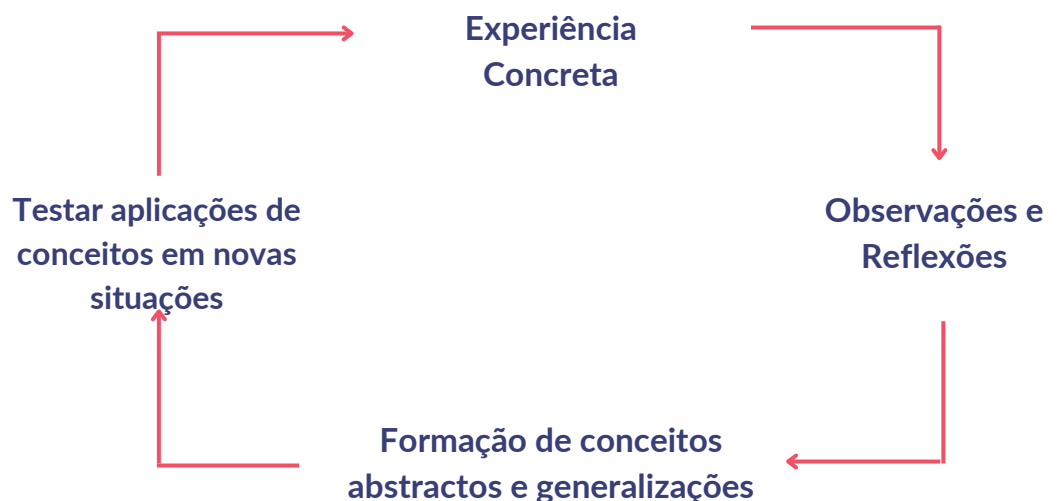 Experiência
Concreta
Testar aplicações de
conceitos em novas
situações
Observações e
Reflexões
Formação de conceitos
abstractos e generalizações